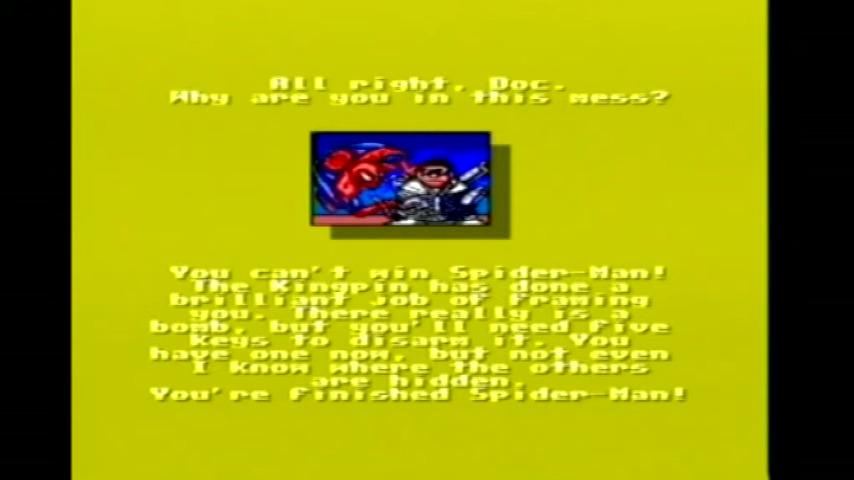 All right, Doc.
Why are you in this mess?
You can't win Spider-Man!
The Kingpin has done a
brilliant job of framing
you. There really is a
bomb, but you'll need five
keys to disarm it. You
have one now, but not even
I know where the others
are hidden.
You're finished Spider-Man!